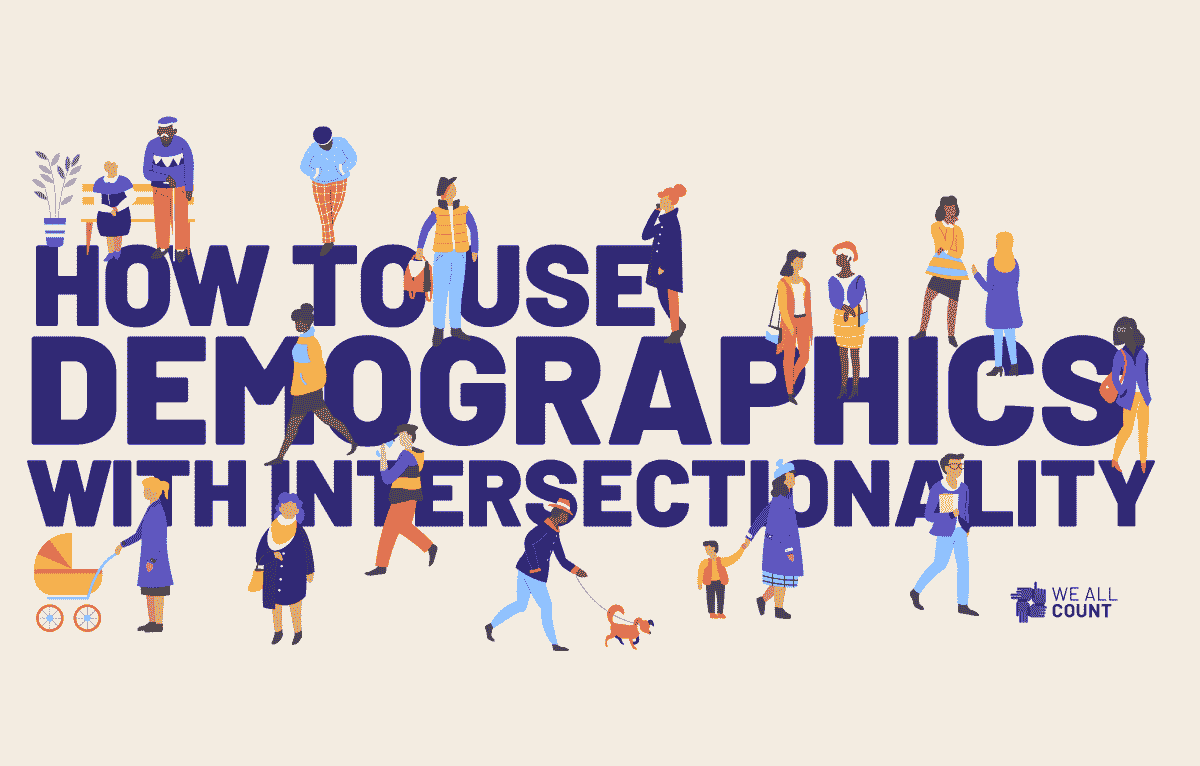 HOW TO USE
DEMOGRAPHICS
WITH INTERSECTIONALITY
WE ALL
COUNT